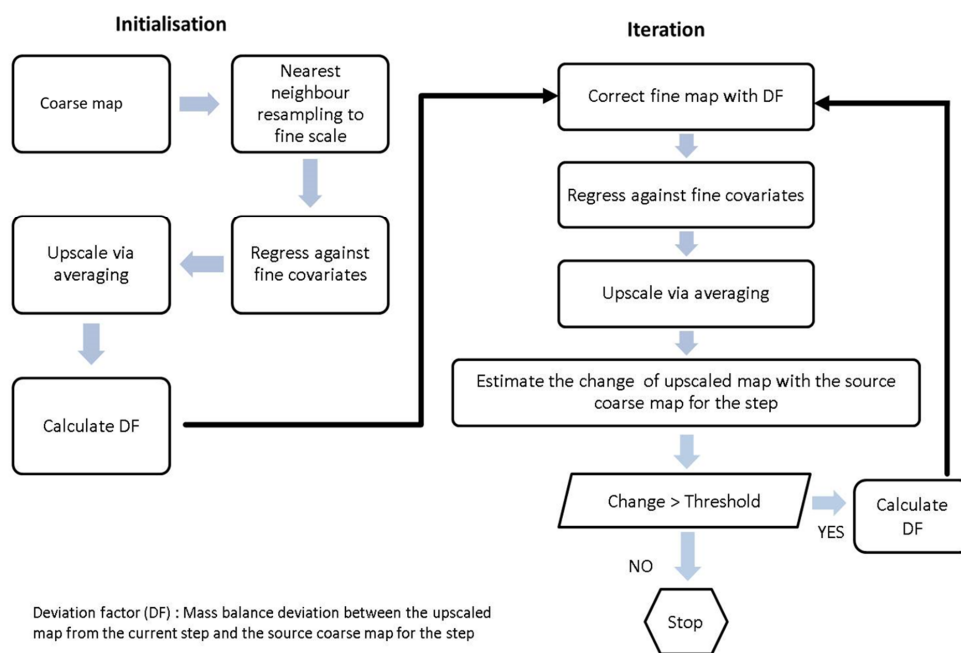 Initialisation
Coarse map
Nearest
neighbour
resampling to
fine scale
Upscale via
averaging
Regress against
fine covariates
Calculate DF
Iteration
Correct fine map with DF
Regress against fine covariates
Upscale via averaging
Estimate the change of upscaled map with the source
coarse map for the step
Change > Threshold
YES
Calculate
DF
NO
Stop
Deviation factor (DF) : Mass balance deviation between the upscaled
map from the current step and the source coarse map for the step